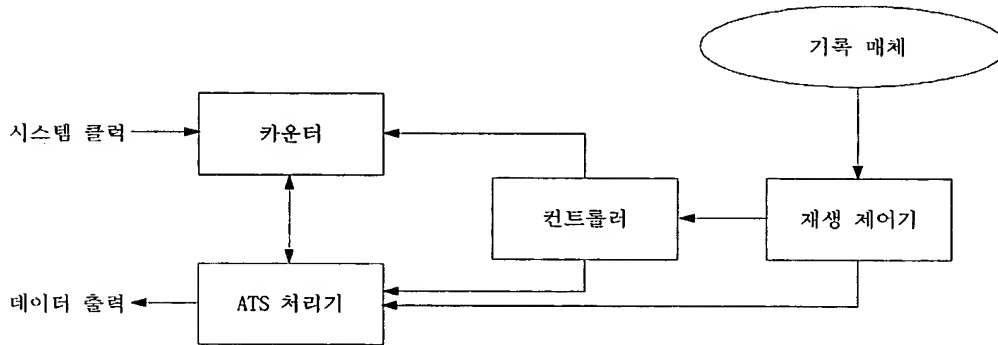 기록 매체
시스템 클럭
카운터
컨트롤러
재생 제어기
데이터 출력
ATS 처리기